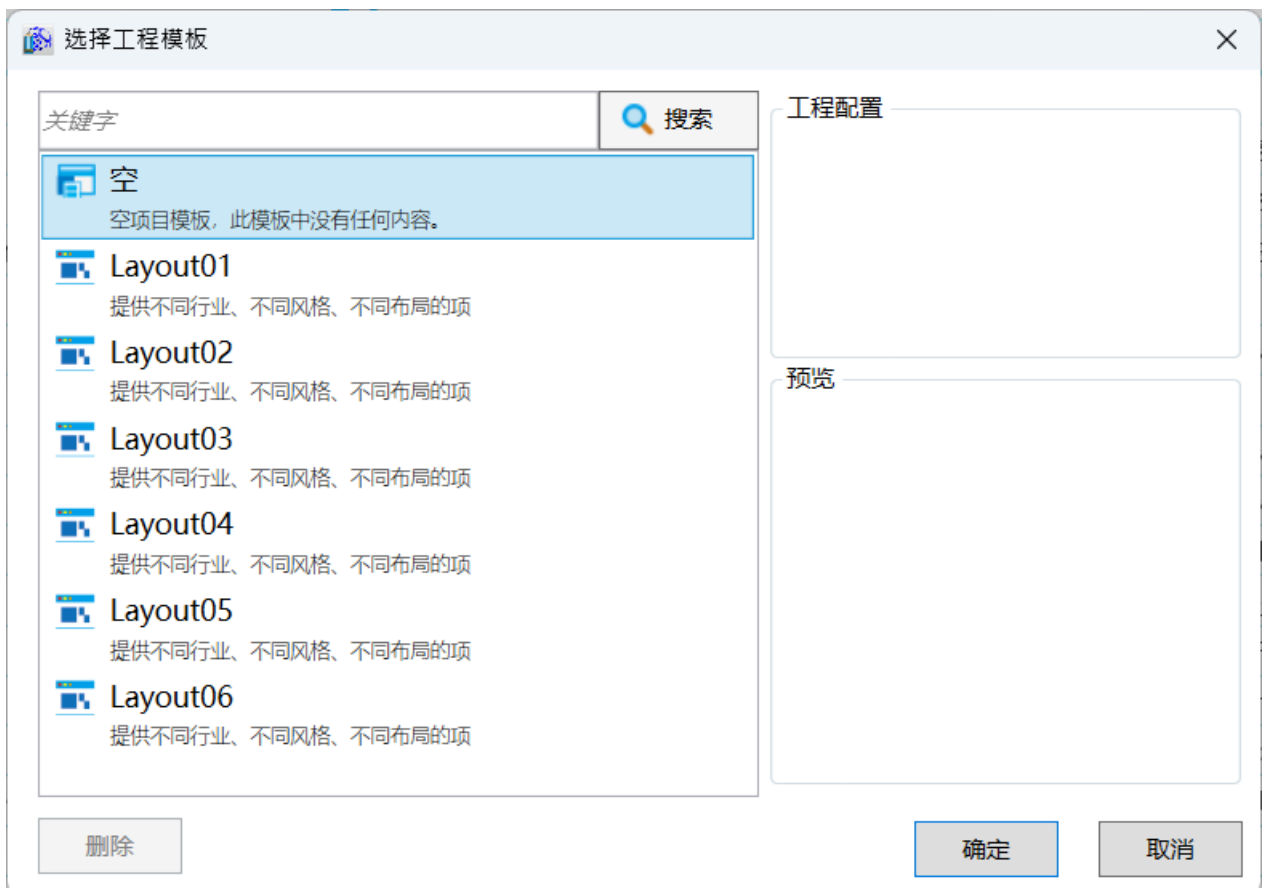 选择工程模板
关键字
搜索
空
空项目模板，此模板中没有任何内容。
Layout01
提供不同行业、不同风格、不同布局的项
Layout02
提供不同行业、不同风格、不同布局的项
Layout03
提供不同行业、不同风格、不同布局的项
Layout04
提供不同行业、不同风格、不同布局的项
Layout05
提供不同行业、不同风格、不同布局的项
Layout06
提供不同行业、不同风格、不同布局的项
工程配置
预览
删除
确定
取消